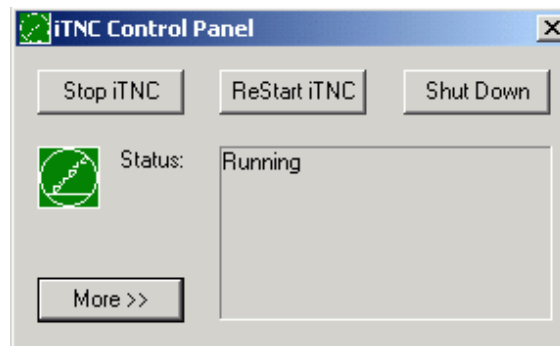 iTNC Control Panel
Stop iTNC ReStart iTNC Shut Down
Status: Running
More >>